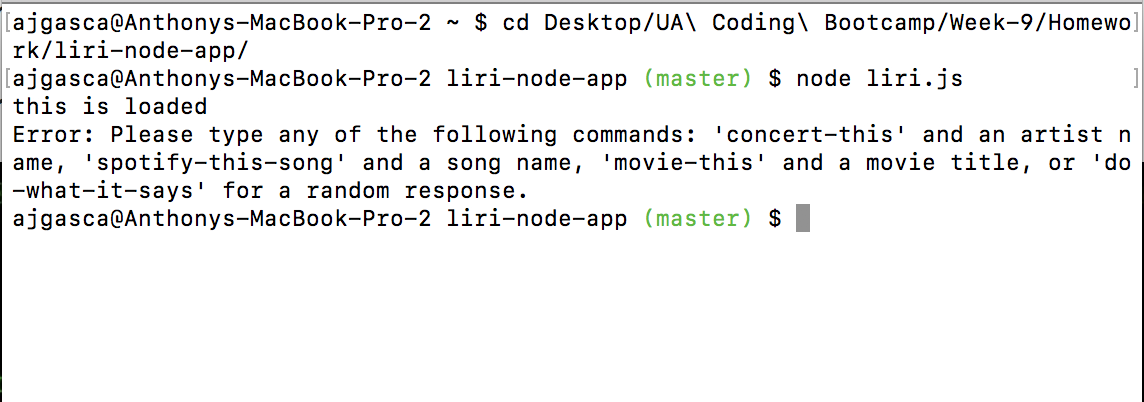 [ajgasca@Anthonys-MacBook-Pro-2 ~ $ cd Desktop/UA\ Coding\ Bootcamp/Week-9/Homewo]
rk/liri-node-app/
[ajgasca@Anthonys-MacBook-Pro-2 liri-node-app (master) $ node liri.js ]
this is loaded
Error: Please type any of the following commands: 'concert-this' and an artist n
ame, 'spotify-this-song' and a song name, 'movie-this' and a movie title, or 'do
-what-it-says' for a random response.
ajgasca@Anthonys-MacBook-Pro-2 liri-node-app (master) $